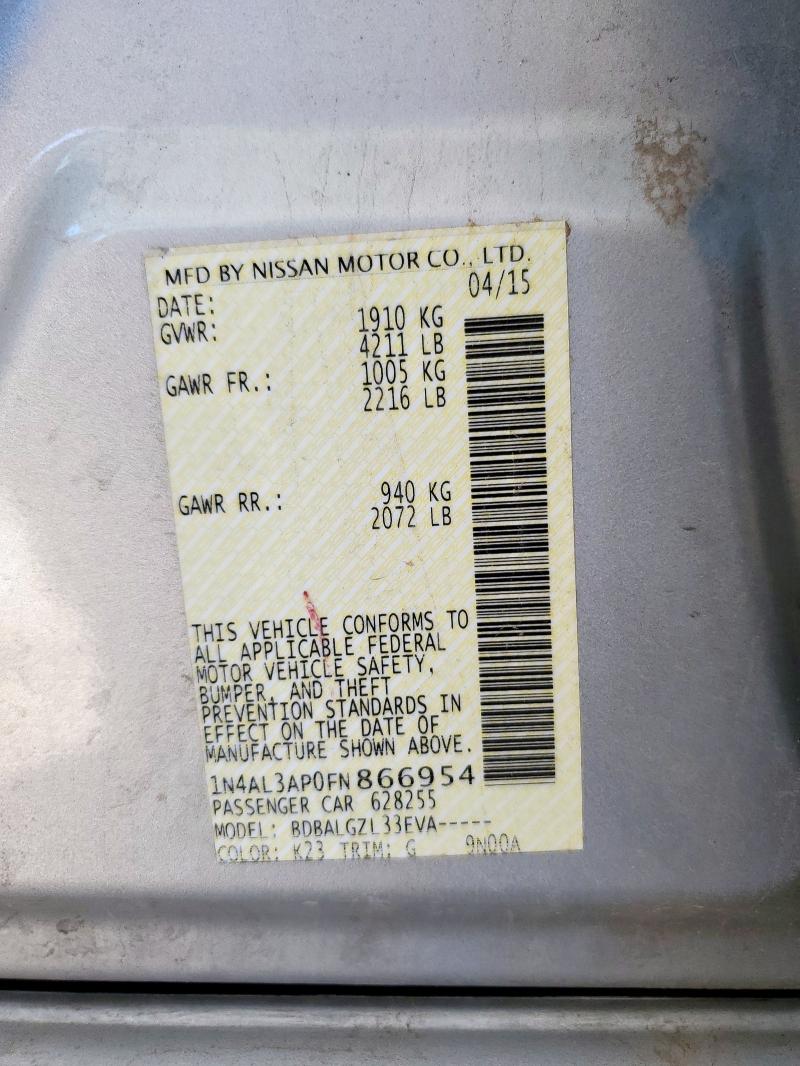 MFD BY NISSAN MOTOR CO., LTD.
DATE: 04/15
GVWR: 1910 KG
4211 LB
GAWR FR.: 1005 KG
2216 LB
GAWR RR.: 940 KG
2072 LB
THIS VEHICLE CONFORMS TO
ALL APPLICABLE FEDERAL
MOTOR VEHICLE SAFETY,
BUMPER, AND THEFT
PREVENTION STANDARDS IN
EFFECT ON THE DATE OF
MANUFACTURE SHOWN ABOVE.
1N4AL3AP0FN866954
PASSENGER CAR 628255
MODEL: BDBALGZL33EVA-----
COLOR: K23 TRIM: G 9N00A